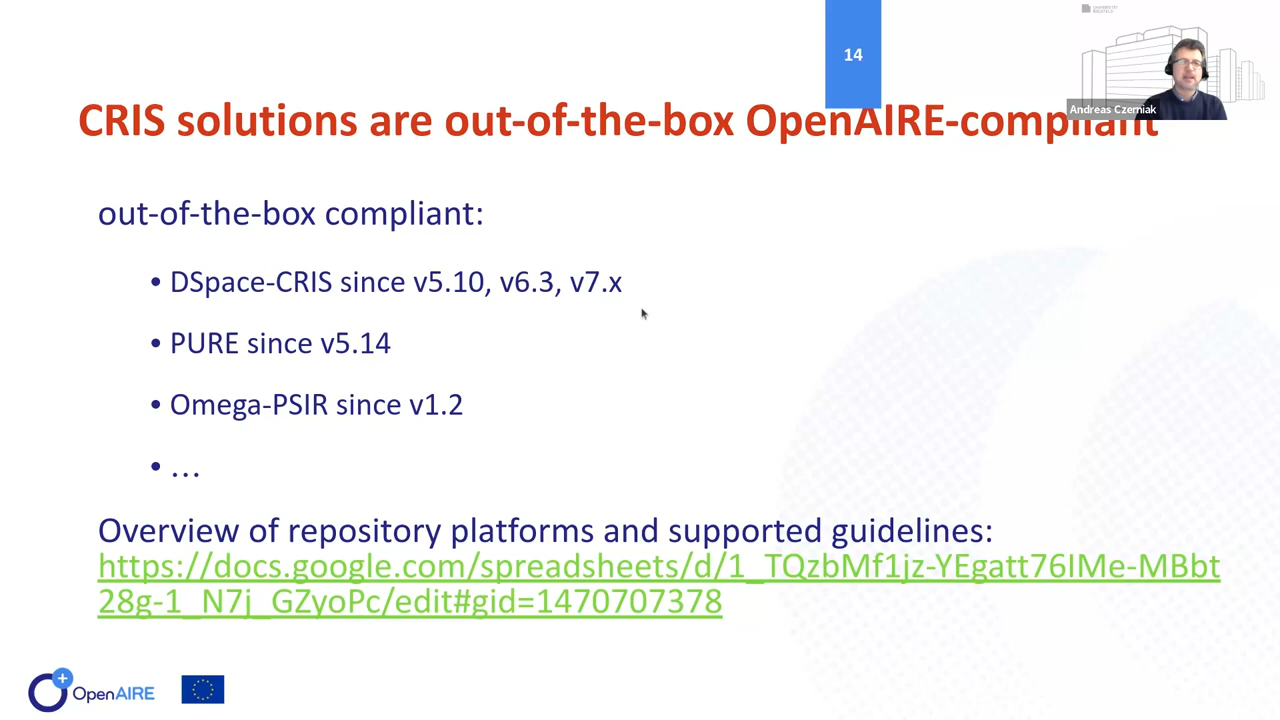 14
Andreas Czerniak
CRIS solutions are out-of-the-box OpenAIRE-compliant
out-of-the-box compliant:
• DSpace-CRIS since v5.10, v6.3, v7.x
• PURE since v5.14
• Omega-PSIR since v1.2
• ...
Overview of repository platforms and supported guidelines:
https://docs.google.com/spreadsheets/d/1_TQzbMf1jz-YEgatt76IMe-MBbt
28g-1_N7j_GZyoPc/edit#gid=1470707378
OpenAIRE